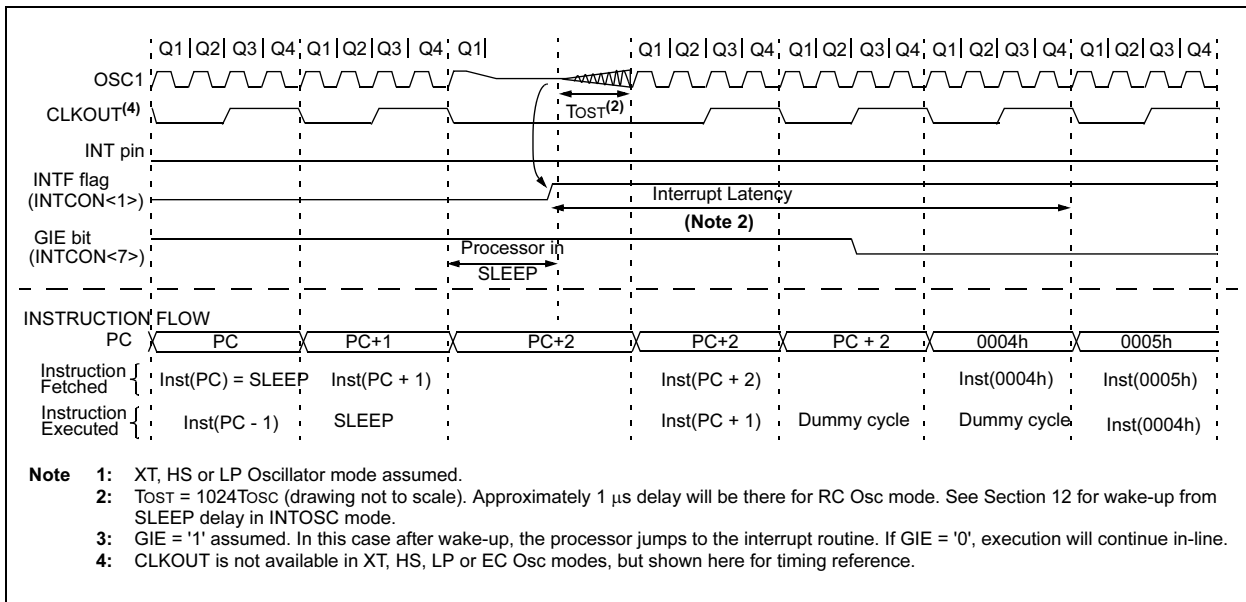 Q1 Q2 Q3 Q4 Q1 Q2 Q3 Q4 Q1 Q1 Q2 Q3 Q4 Q1 Q2 Q3 Q4 Q1 Q2 Q3 Q4 Q1 Q2 Q3 Q4
OSC1
CLKOUT(4)
TOST(2)
INT pin
INTF flag
(INTCON<1>)
Interrupt Latency
(Note 2)
GIE bit
(INTCON<7>)
Processor in
SLEEP
INSTRUCTION FLOW
PC PC PC+1 PC+2 PC+2 PC + 2 0004h 0005h
Instruction
Fetched
Inst(PC) = SLEEP Inst(PC + 1) Inst(PC + 2) Inst(0004h) Inst(0005h)
Instruction
Executed
Inst(PC - 1) SLEEP Inst(PC + 1) Dummy cycle Dummy cycle Inst(0004h)
Note 1: XT, HS or LP Oscillator mode assumed.
2: TOST = 1024TOSC (drawing not to scale). Approximately 1 μs delay will be there for RC Osc mode. See Section 12 for wake-up from
SLEEP delay in INTOSC mode.
3: GIE = '1' assumed. In this case after wake-up, the processor jumps to the interrupt routine. If GIE = '0', execution will continue in-line.
4: CLKOUT is not available in XT, HS, LP or EC Osc modes, but shown here for timing reference.